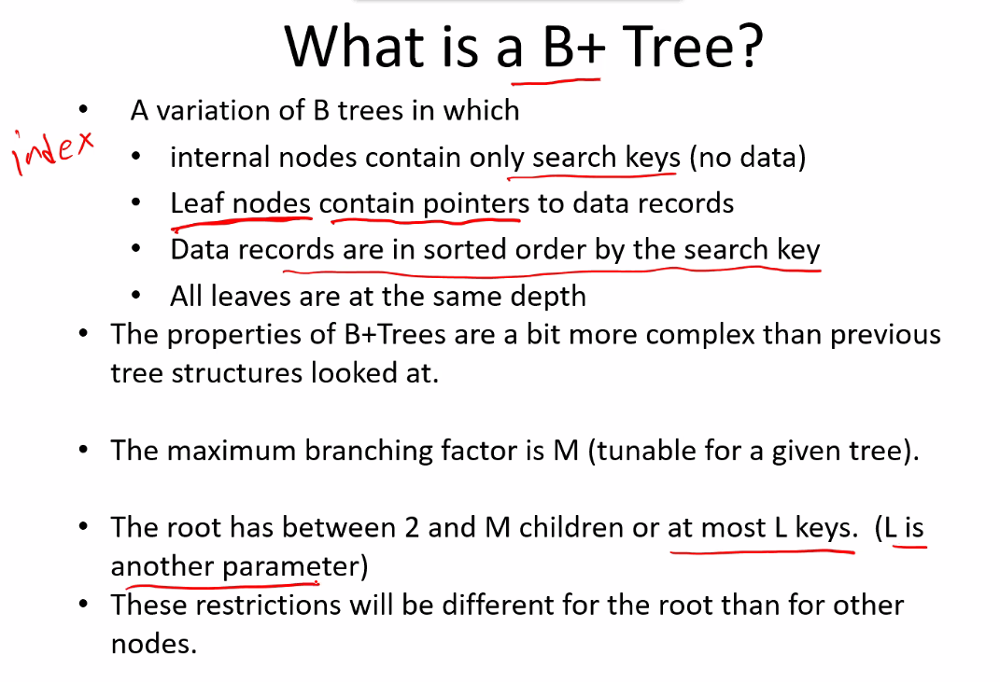 What is a B+ Tree?
• A variation of B trees in which
index
• internal nodes contain only search keys (no data)
• Leaf nodes contain pointers to data records
• Data records are in sorted order by the search key
• All leaves are at the same depth
• The properties of B+Trees are a bit more complex than previous
tree structures looked at.
• The maximum branching factor is M (tunable for a given tree).
• The root has between 2 and M children or at most L keys. (L is
another parameter)
• These restrictions will be different for the root than for other
nodes.